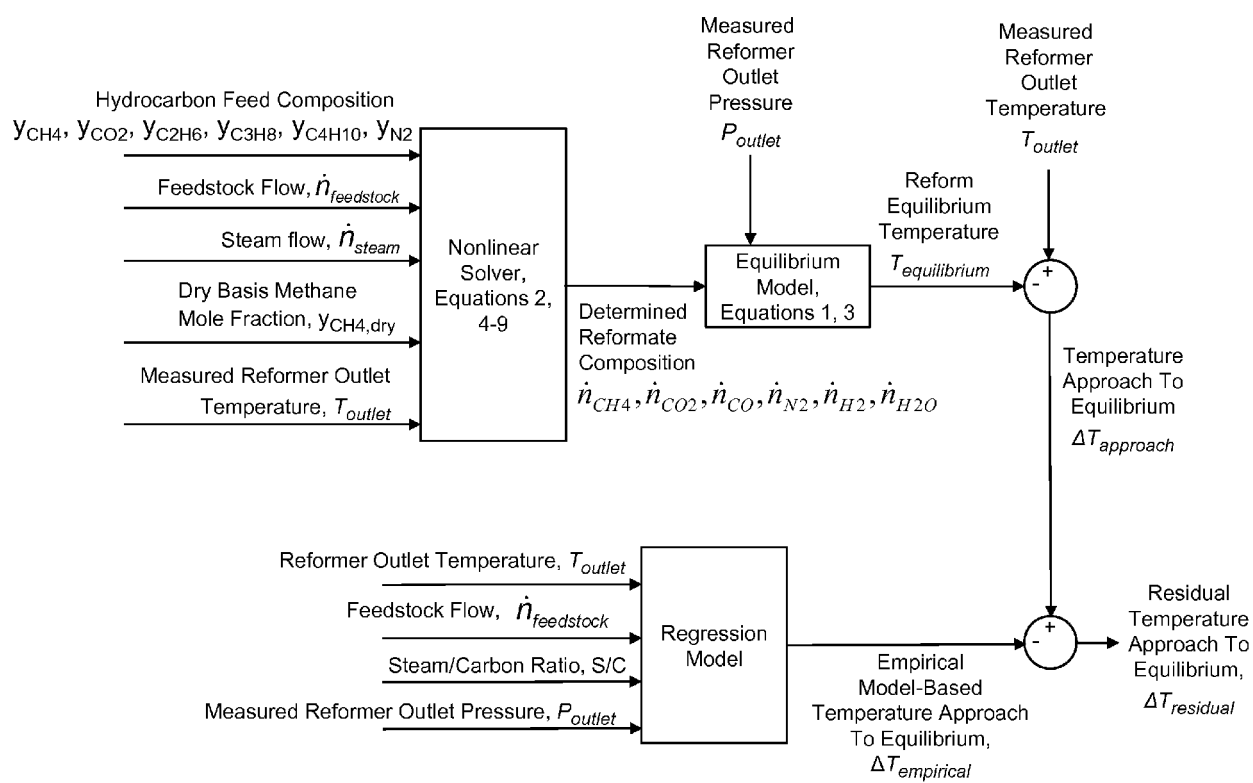 Hydrocarbon Feed Composition
yCH4, yCO2, yC2H6, yC3H8, yC4H10, yN2
Feedstock Flow, ṅfeedstock
Steam flow, ṅsteam
Dry Basis Methane
Mole Fraction, yCH4,dry
Measured Reformer Outlet
Temperature, Toutlet
Nonlinear
Solver,
Equations 2,
4-9
Determined
Reformate
Composition
ṅCH4, ṅCO2, ṅCO, ṅN2, ṅH2, ṅH2O
Measured
Reformer
Outlet
Pressure
Poutlet
Equilibrium
Model,
Equations 1, 3
Reform
Equilibrium
Temperature
Tequilibrium
Measured
Reformer
Outlet
Temperature
Toutlet
+
-
Temperature
Approach To
Equilibrium
ΔTapproach
Reformer Outlet Temperature, Toutlet
Feedstock Flow, ṅfeedstock
Steam/Carbon Ratio, S/C
Measured Reformer Outlet Pressure, Poutlet
Regression
Model
Empirical
Model-Based
Temperature Approach
To Equilibrium,
ΔTempirical
+
-
Residual
Temperature
Approach To
Equilibrium,
ΔTresidual